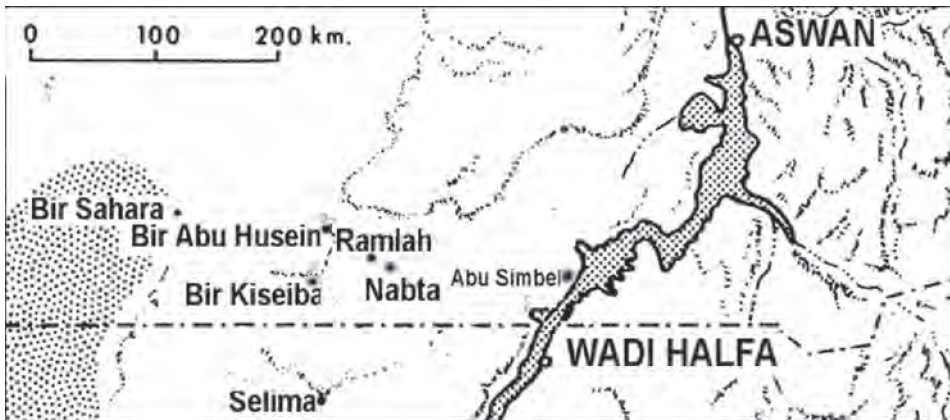 0 100 200 km.
ASWAN
Bir Sahara
Bir Abu Husein
Ramlah
Bir Kiseiba
Nabta
Abu Simbel
WADI HALFA
Selima